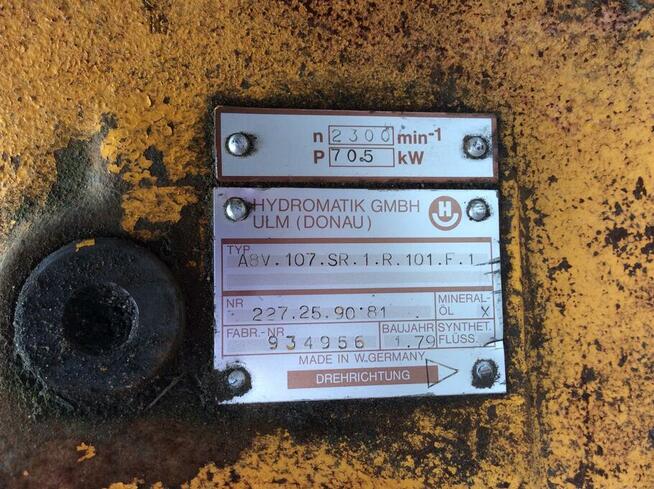 n 2300 min-1
P 70.5 kW
HYDROMATIK GMBH
ULM (DONAU)
H
TYP
A8V.107.SR.1.R.101.F.1
NR
227.25.90.81
MINERAL-
ÖL X
FABR.-NR
934956
BAUJAHR
1.79
SYNTHET.
FLÜSS.
MADE IN W.GERMANY
DREHRICHTUNG